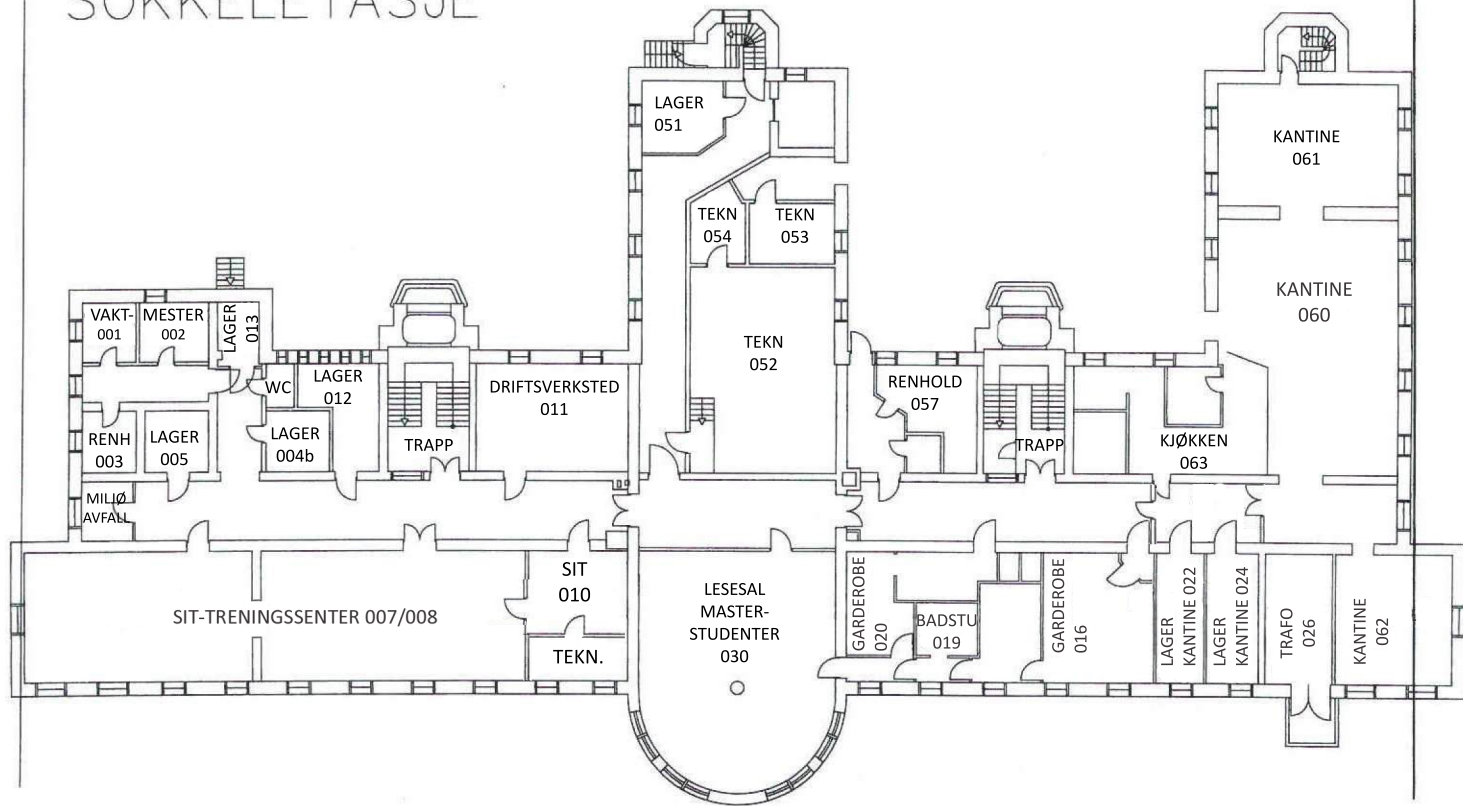 SOKKELETASJE
LAGER
051
KANTINE
061
TEKN
054
TEKN
053
KANTINE
060
VAKT-
001
MESTER
002
LAGER
013
TEKN
052
WC
LAGER
012
DRIFTSVERKSTED
011
RENHOLD
057
RENH
003
LAGER
005
LAGER
004b
TRAPP
TRAPP
KJØKKEN
063
MILJØ
AVFALL
SIT
010
SIT-TRENINGSSENTER 007/008
TEKN.
LESESAL
MASTER-
STUDENTER
030
GARDEROBE
020
BADSTU
019
GARDEROBE
016
LAGER
KANTINE 022
LAGER
KANTINE 024
TRAFO
026
KANTINE
062